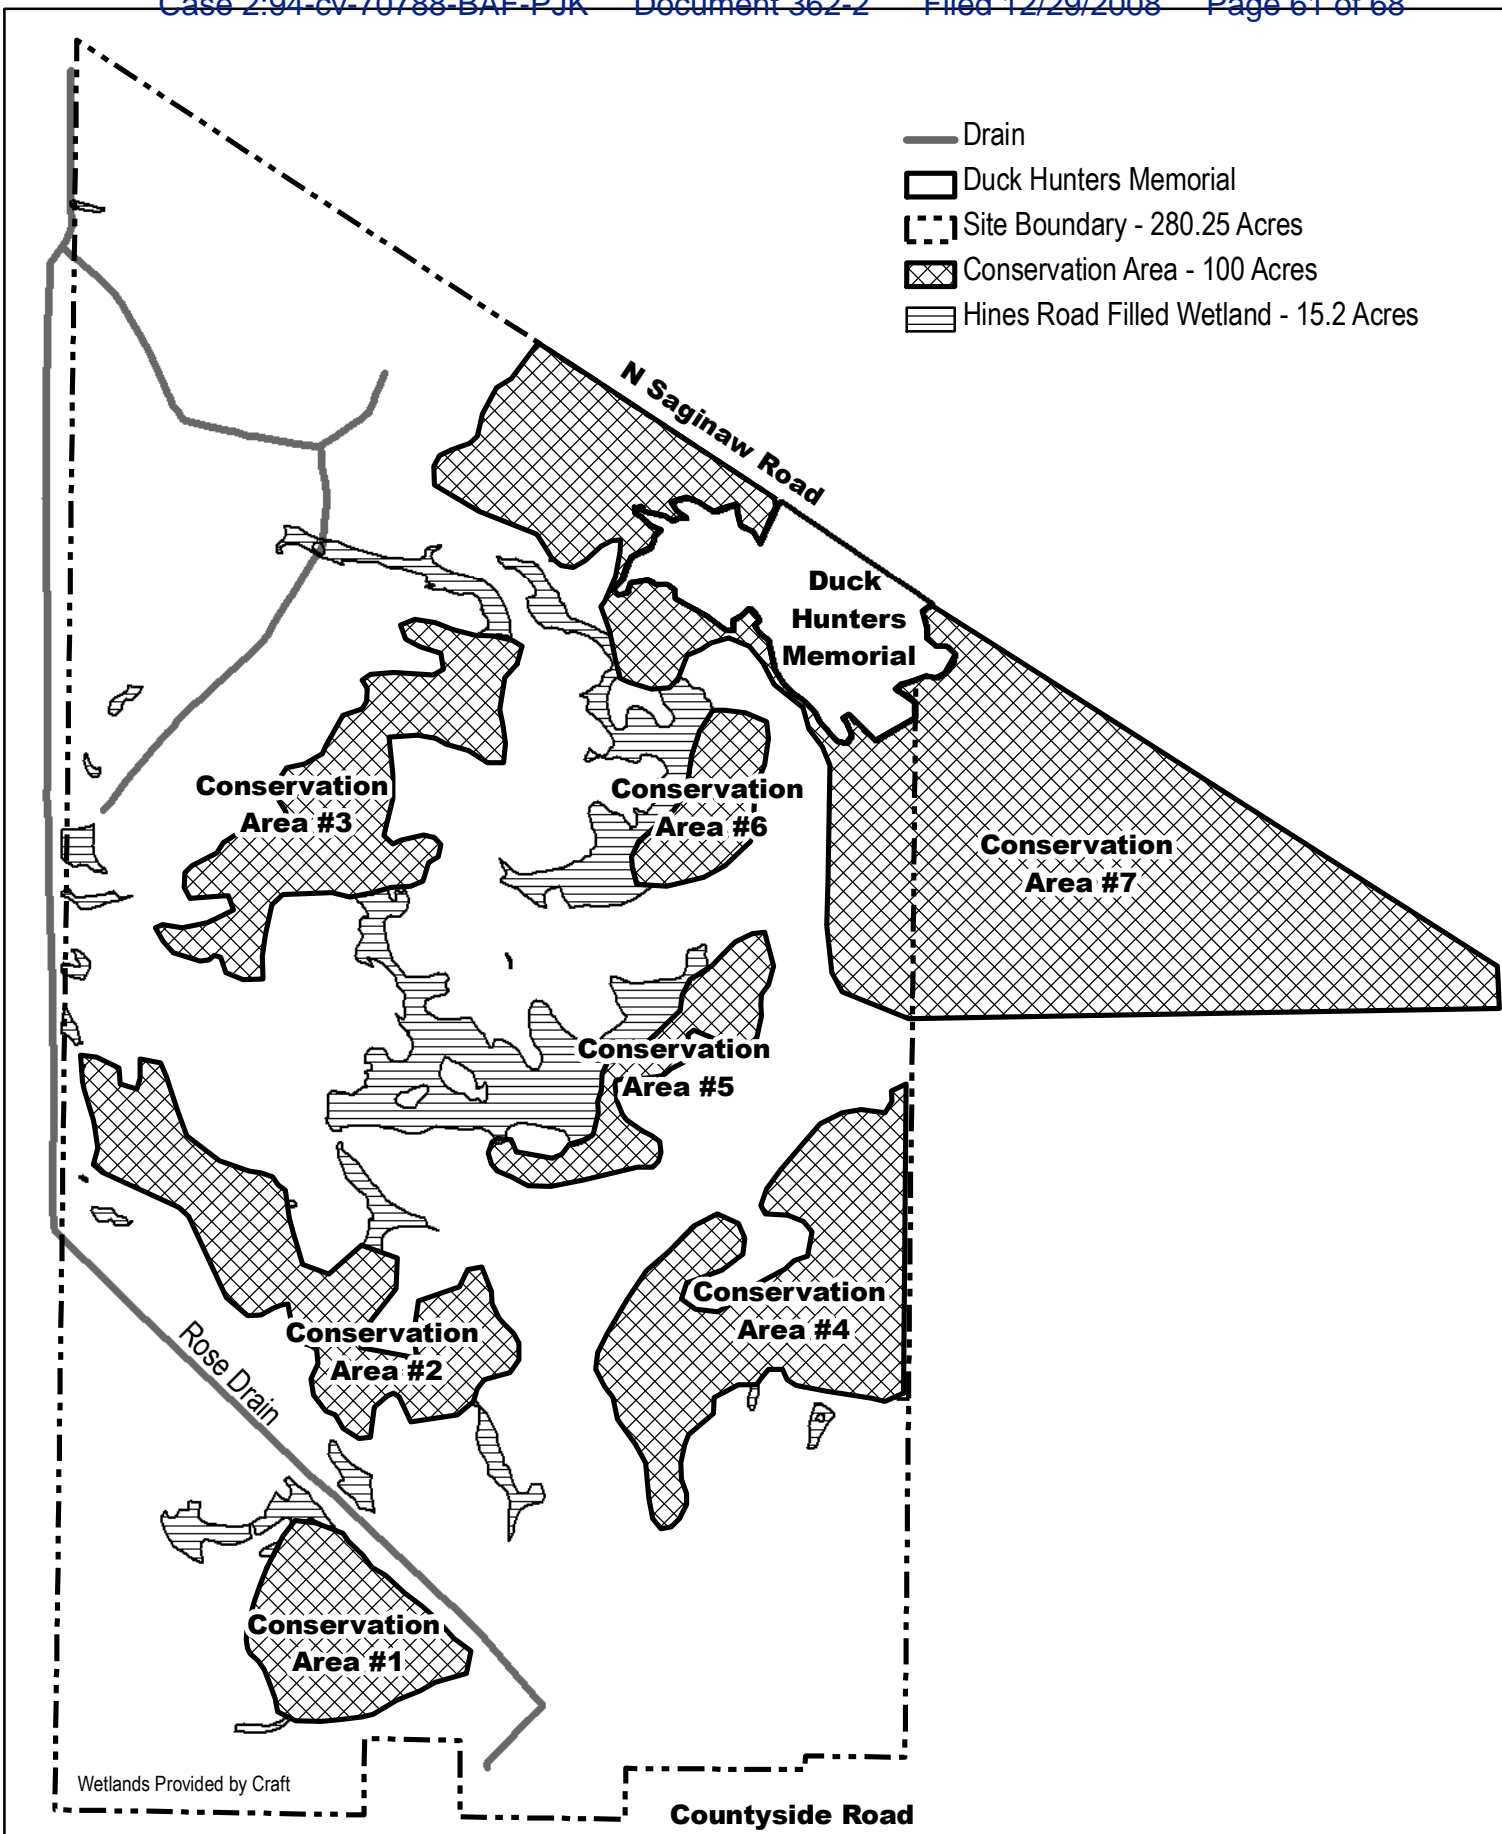 Case 2:94-cv-70788-BAF-PJK Document 362-2 Filed 12/29/2008 Page 61 of 68
Drain
Duck Hunters Memorial
Site Boundary - 280.25 Acres
Conservation Area - 100 Acres
Hines Road Filled Wetland - 15.2 Acres
N Saginaw Road
Duck
Hunters
Memorial
Conservation
Area #3
Conservation
Area #6
Conservation
Area #7
Conservation
Area #5
Conservation
Area #4
Conservation
Area #2
Rose Drain
Conservation
Area #1
Wetlands Provided by Craft
Countyside Road